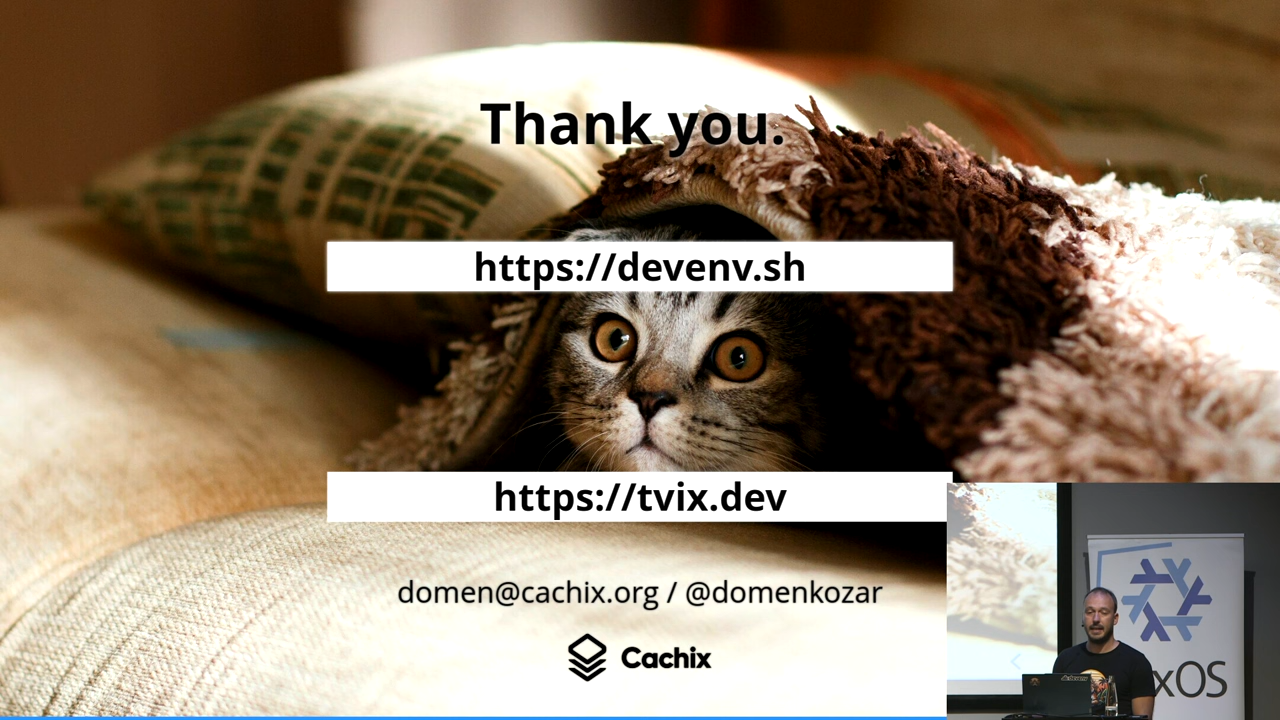 Thank you.
https://devenv.sh
https://tvix.dev
domen@cachix.org / @domenkozar
Cachix
xOS